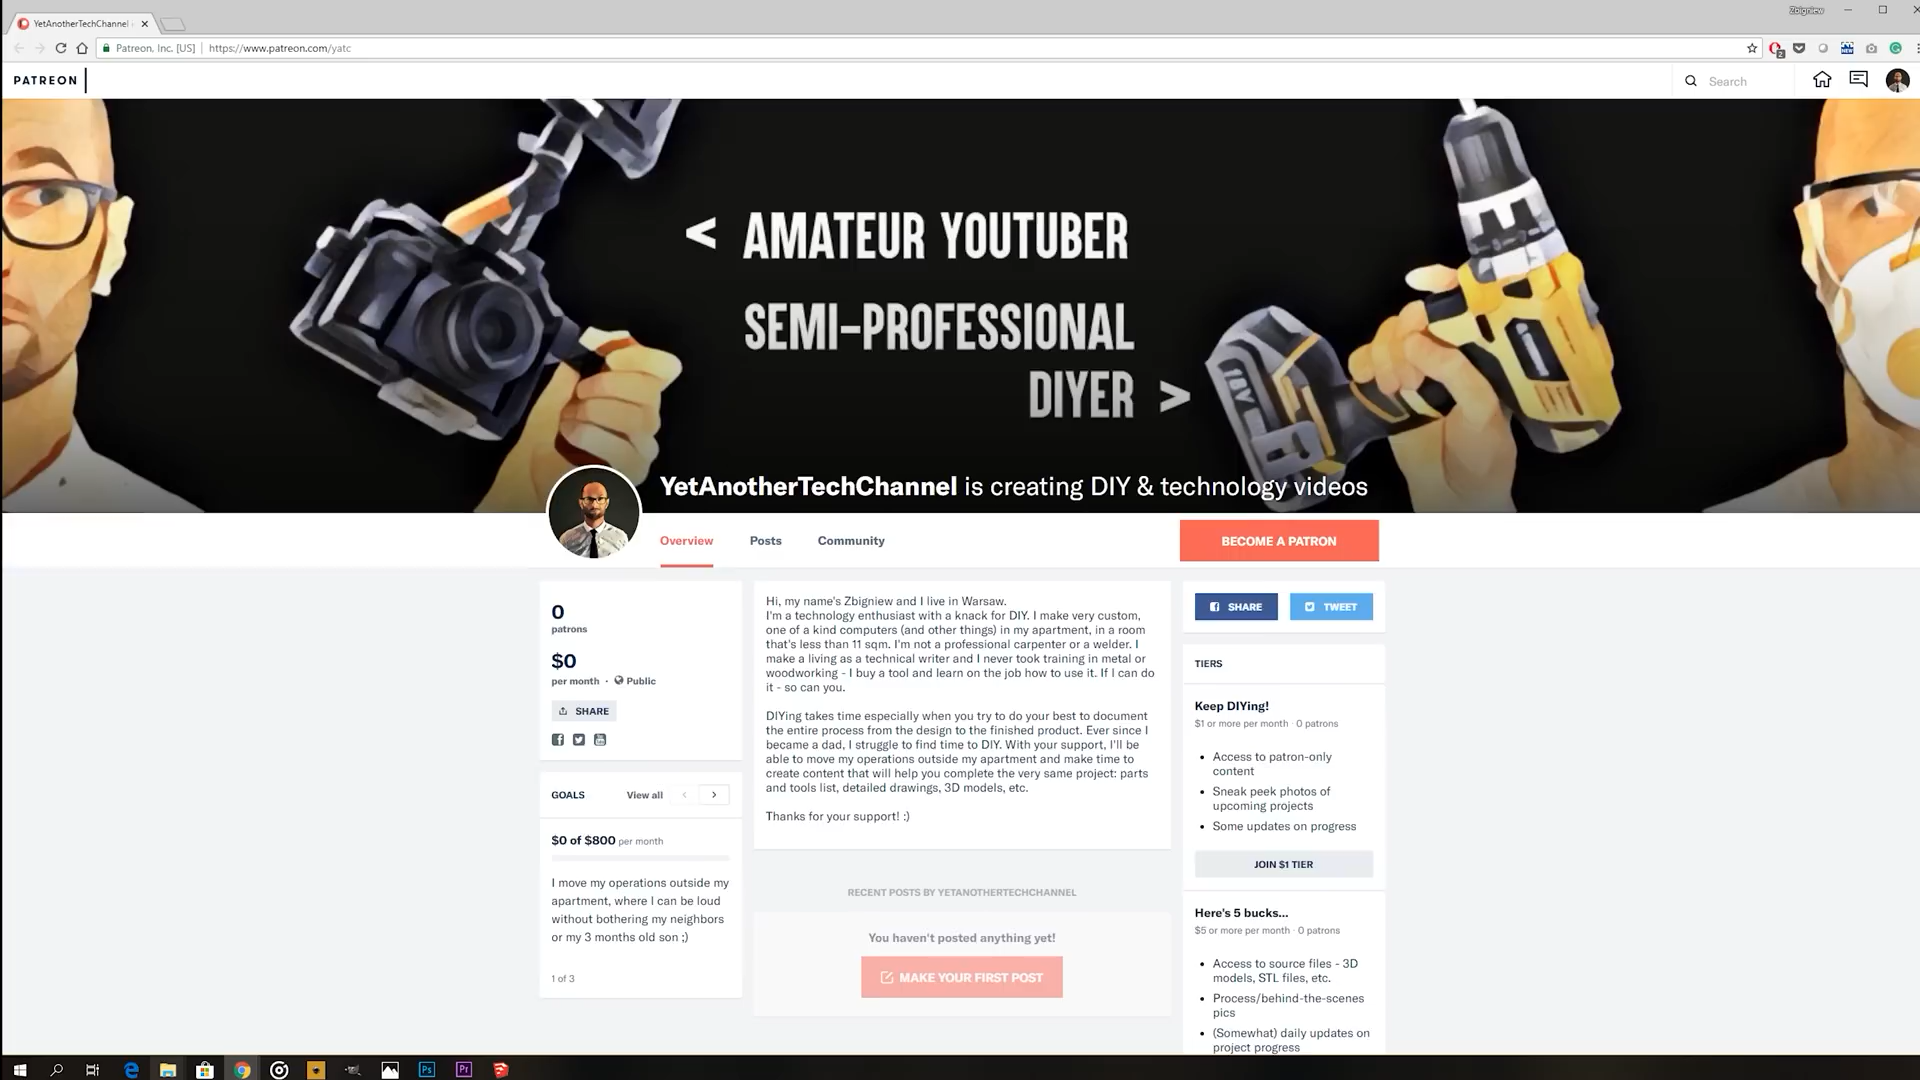 YetAnotherTechChannel
Zbigniew
Patreon, Inc. [US] | https://www.patreon.com/yatc
2
PATREON
Search
< AMATEUR YOUTUBER
SEMI-PROFESSIONAL
DIYER >
18V
YetAnotherTechChannel is creating DIY & technology videos
Overview
Posts
Community
BECOME A PATRON
0
patrons
$0
per month · Public
SHARE
GOALS
View all
$0 of $800 per month
I move my operations outside my
apartment, where I can be loud
without bothering my neighbors
or my 3 months old son ;)
1 of 3
Hi, my name's Zbigniew and I live in Warsaw.
I'm a technology enthusiast with a knack for DIY. I make very custom,
one of a kind computers (and other things) in my apartment, in a room
that's less than 11 sqm. I'm not a professional carpenter or a welder. I
make a living as a technical writer and I never took training in metal or
woodworking - I buy a tool and learn on the job how to use it. If I can do
it - so can you.
DIYing takes time especially when you try to do your best to document
the entire process from the design to the finished product. Ever since I
became a dad, I struggle to find time to DIY. With your support, I'll be
able to move my operations outside my apartment and make time to
create content that will help you complete the very same project: parts
and tools list, detailed drawings, 3D models, etc.
Thanks for your support! :)
RECENT POSTS BY YETANOTHERTECHCHANNEL
You haven't posted anything yet!
MAKE YOUR FIRST POST
SHARE
TWEET
TIERS
Keep DIYing!
$1 or more per month · 0 patrons
• Access to patron-only
content
• Sneak peek photos of
upcoming projects
• Some updates on progress
JOIN $1 TIER
Here's 5 bucks...
$5 or more per month · 0 patrons
• Access to source files - 3D
models, STL files, etc.
• Process/behind-the-scenes
pics
• (Somewhat) daily updates on
project progress
Ps
Pr